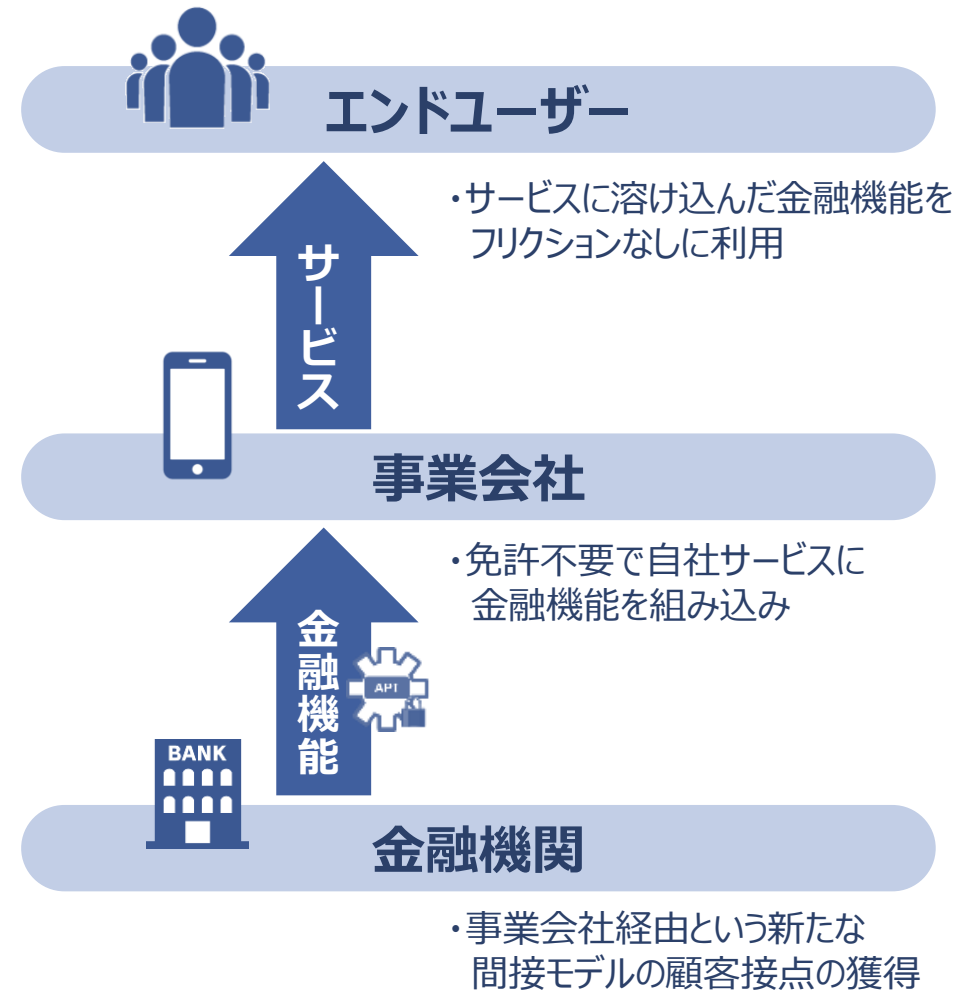 エンドユーザー
・サービスに溶け込んだ金融機能を
フリクションなしに利用
サービス
事業会社
・免許不要で自社サービスに
金融機能を組み込み
金融機能
API
BANK
金融機関
・事業会社経由という新たな
間接モデルの顧客接点の獲得